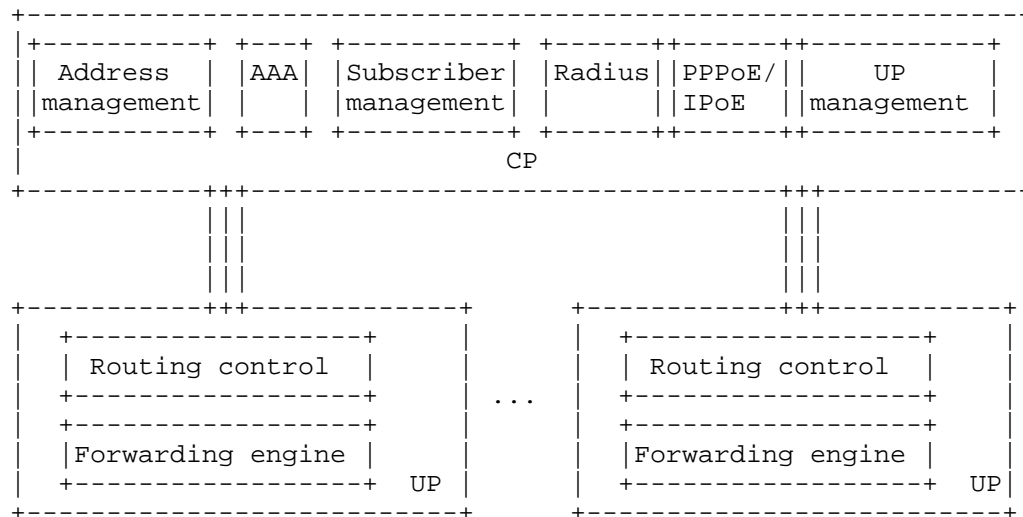 Address AAA Subscriber Radius PPPoE/ UP
management management IPoE management
CP
Routing control Routing control
...
Forwarding engine Forwarding engine
UP UP